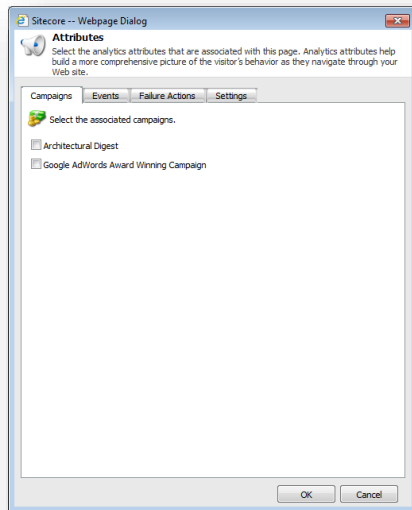 Sitecore -- Webpage Dialog
Attributes
Select the analytics attributes that are associated with this page. Analytics attributes help
build a more comprehensive picture of the visitor's behavior as they navigate through your
Web site.
Campaigns Events Failure Actions Settings
Select the associated campaigns.
Architectural Digest
Google AdWords Award Winning Campaign
OK Cancel